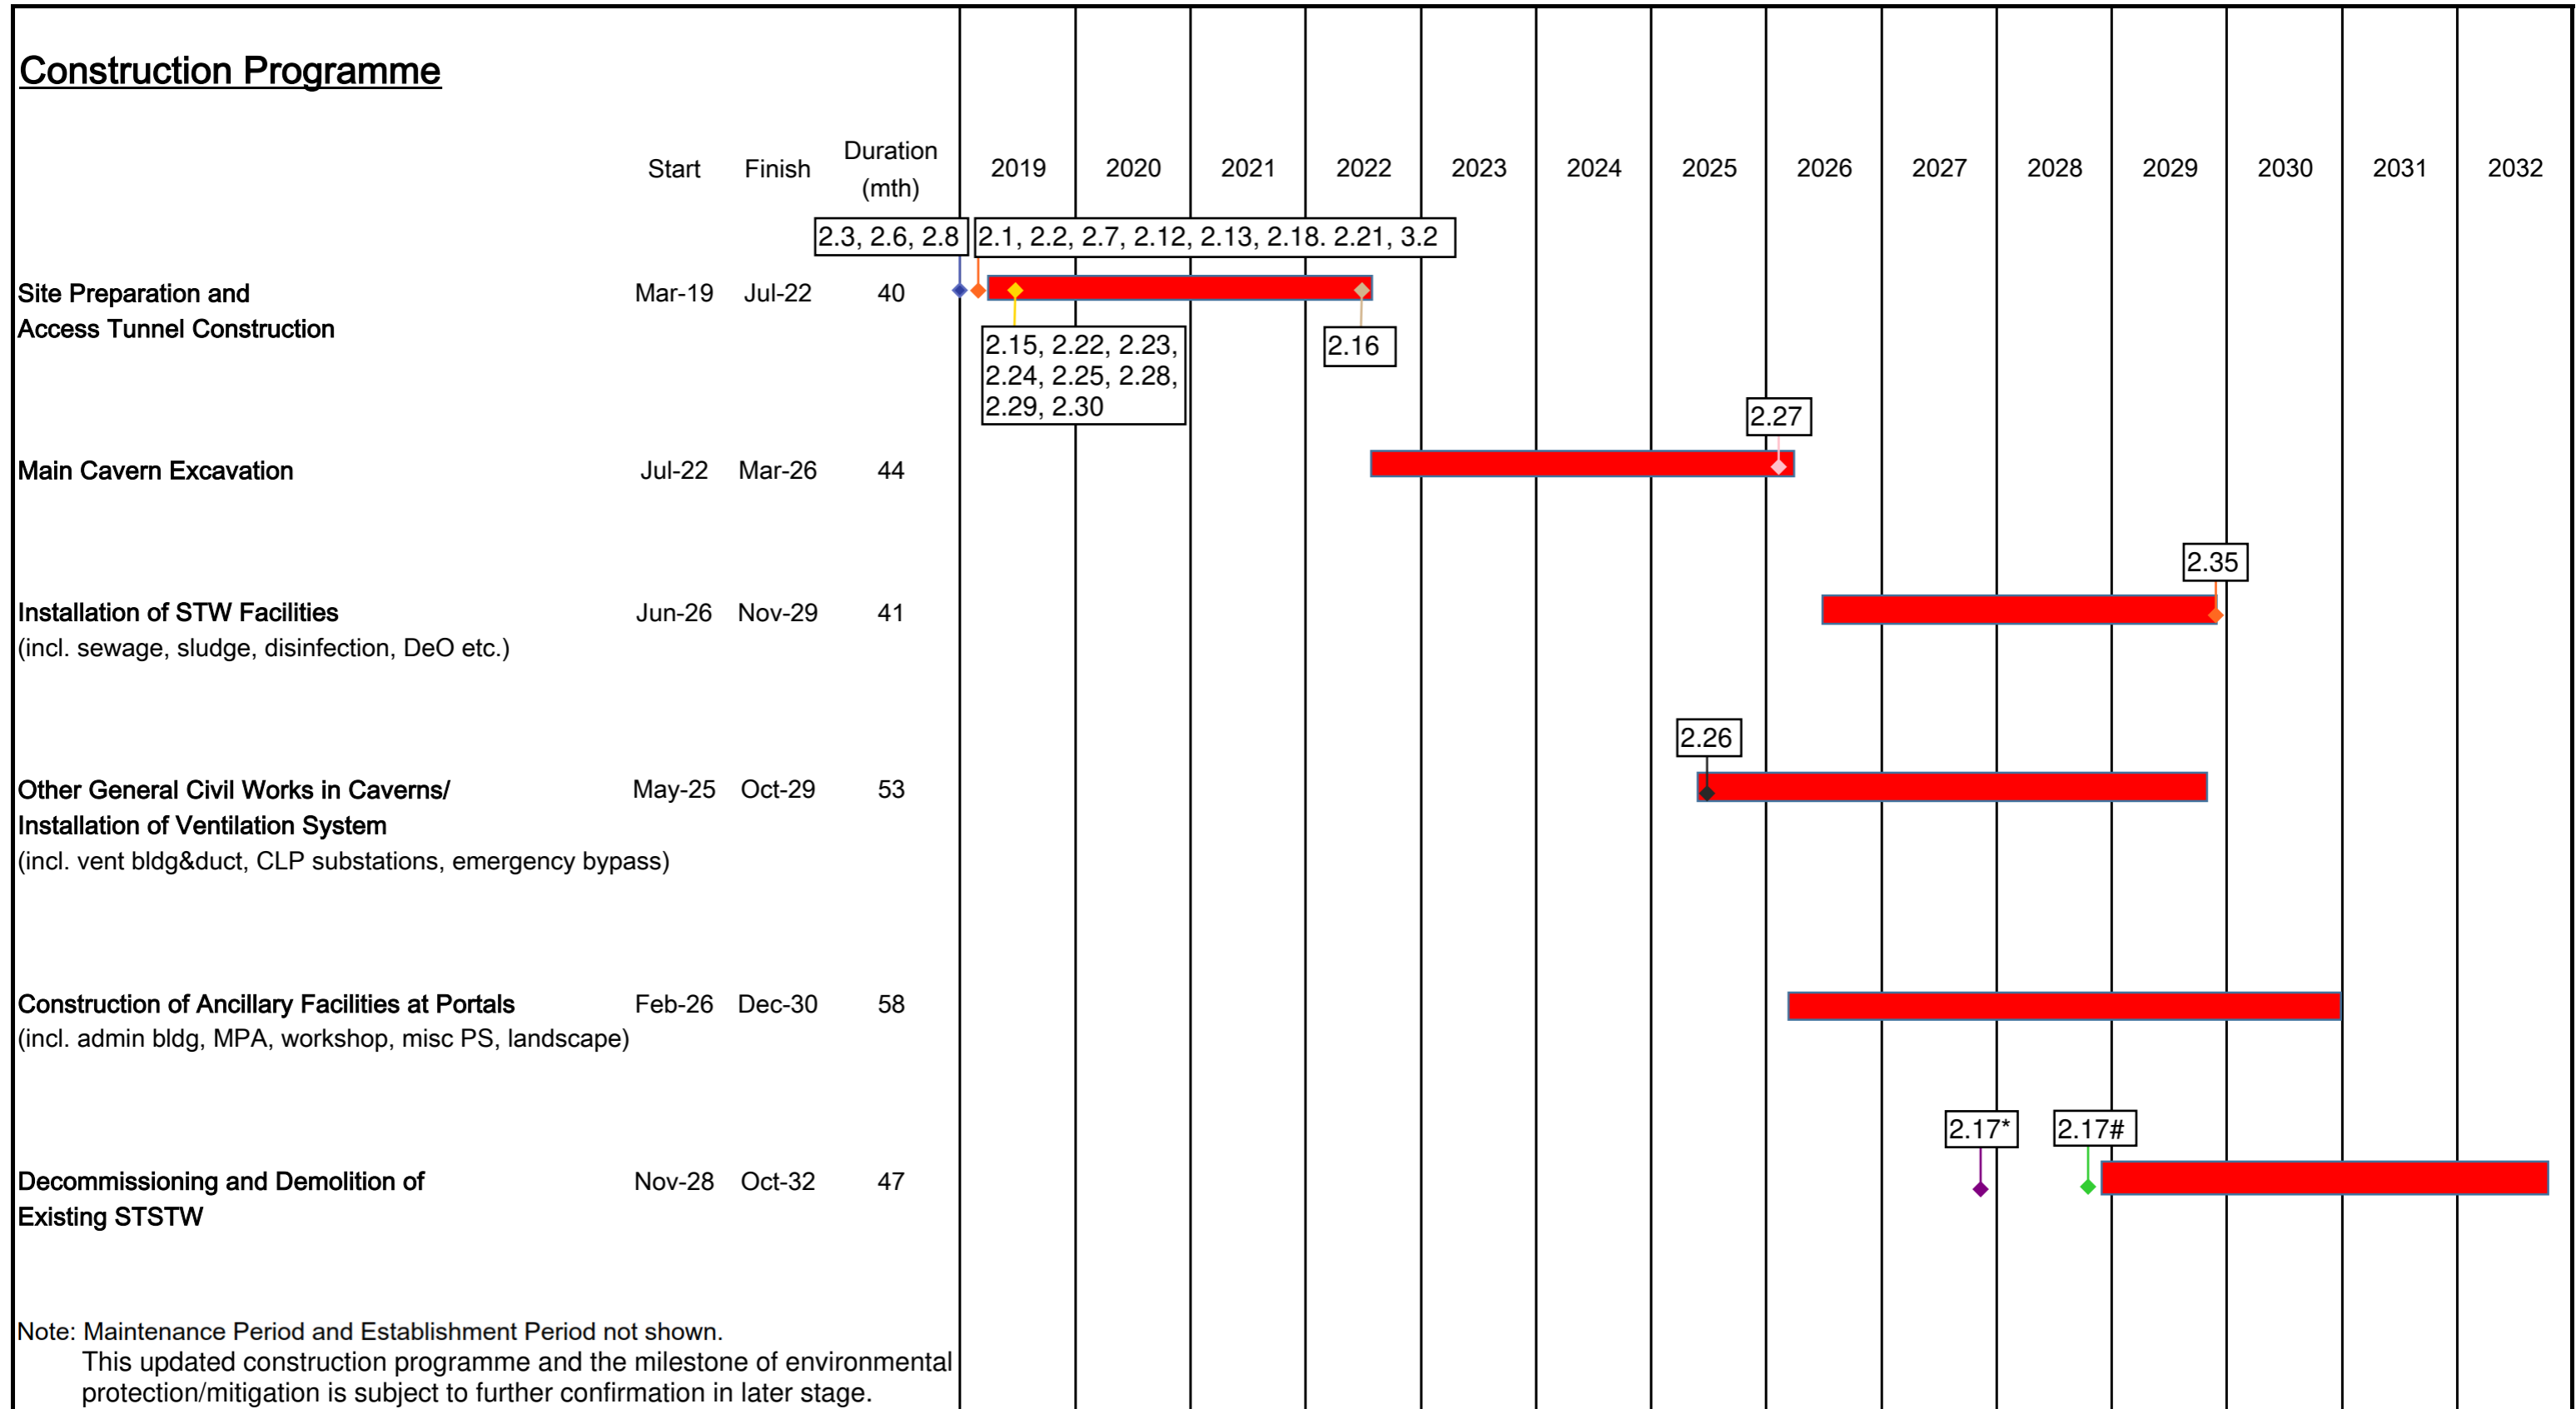 Construction Programme
Start Finish Duration (mth) 2019 2020 2021 2022 2023 2024 2025 2026 2027 2028 2029 2030 2031 2032
2.3, 2.6, 2.8 2.1, 2.2, 2.7, 2.12, 2.13, 2.18. 2.21, 3.2
Site Preparation and Mar-19 Jul-22 40
Access Tunnel Construction
2.15, 2.22, 2.23,
2.24, 2.25, 2.28,
2.29, 2.30
2.16
2.27
Main Cavern Excavation Jul-22 Mar-26 44
2.35
Installation of STW Facilities Jun-26 Nov-29 41
(incl. sewage, sludge, disinfection, DeO etc.)
2.26
Other General Civil Works in Caverns/ May-25 Oct-29 53
Installation of Ventilation System
(incl. vent bldg&duct, CLP substations, emergency bypass)
Construction of Ancillary Facilities at Portals Feb-26 Dec-30 58
(incl. admin bldg, MPA, workshop, misc PS, landscape)
2.17* 2.17#
Decommissioning and Demolition of Nov-28 Oct-32 47
Existing STSTW
Note: Maintenance Period and Establishment Period not shown.
This updated construction programme and the milestone of environmental
protection/mitigation is subject to further confirmation in later stage.